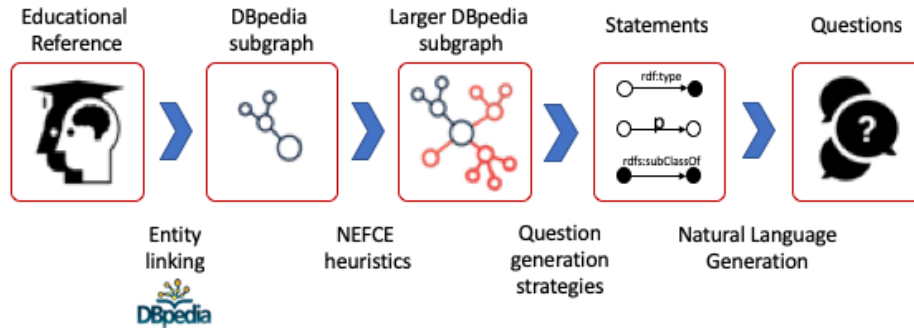 Educational
Reference
DBpedia
subgraph
Larger DBpedia
subgraph
Statements
Questions
rdf:type
p
rdfs:subClassOf
?
Entity
linking
DBpedia
NEFCE
heuristics
Question
generation
strategies
Natural Language
Generation